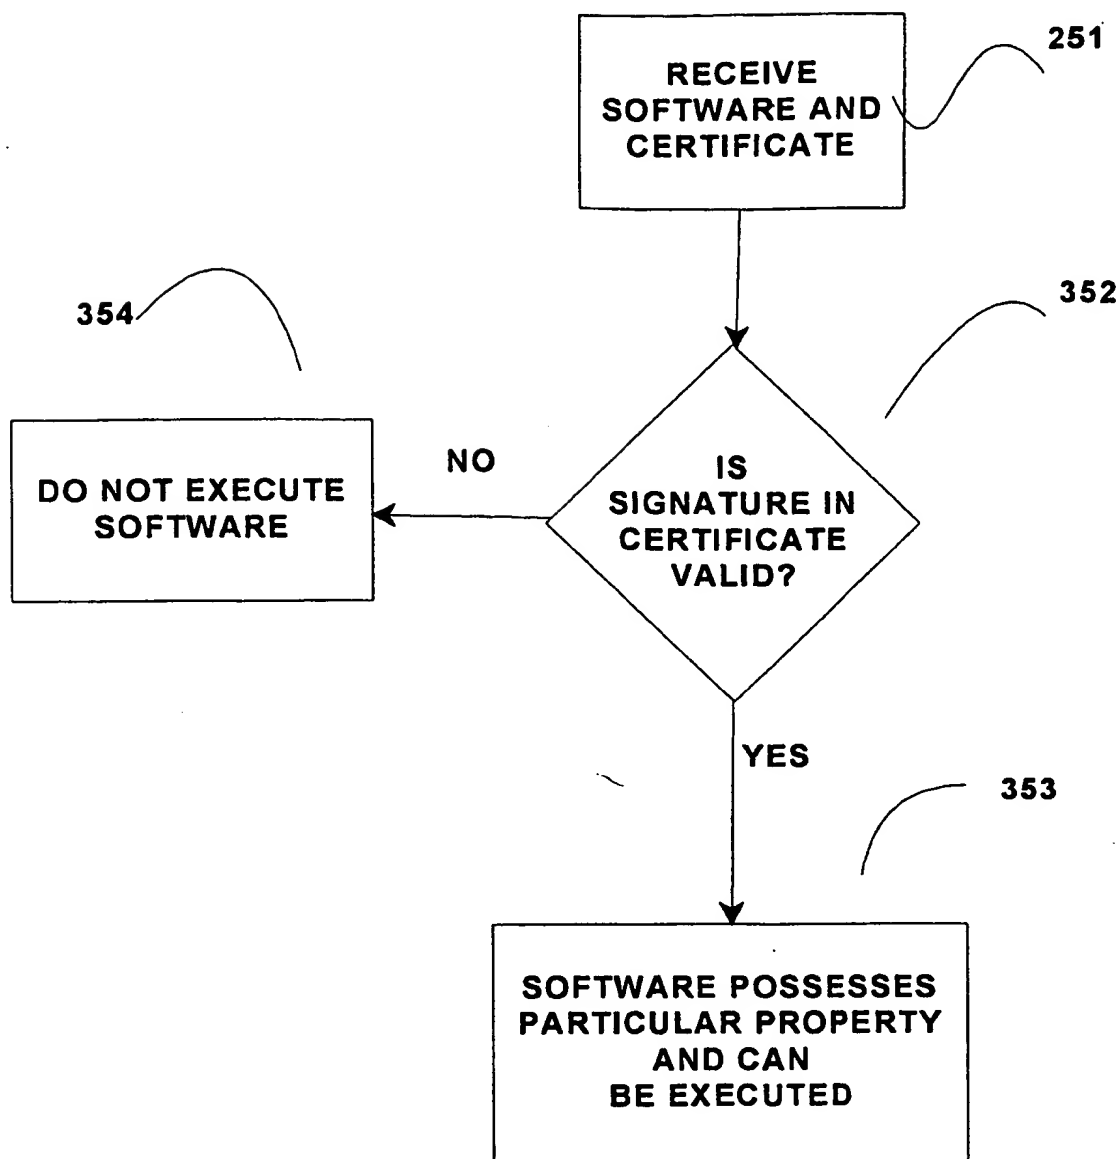 251
RECEIVE
SOFTWARE AND
CERTIFICATE
352
354
IS
SIGNATURE IN
CERTIFICATE
VALID?
NO
DO NOT EXECUTE
SOFTWARE
YES
353
SOFTWARE POSSESSES
PARTICULAR PROPERTY
AND CAN
BE EXECUTED